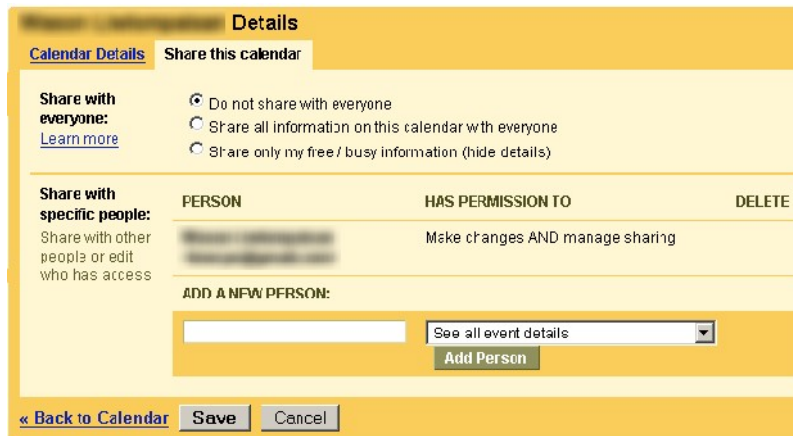 Details
Calendar Details Share this calendar
Share with
everyone:
Learn more
Do not share with everyone
Share all information on this calendar with everyone
Share only my free / busy information (hide details)
Share with
specific people:
Share with other
people or edit
who has access
PERSON HAS PERMISSION TO DELETE
Make changes AND manage sharing
ADD A NEW PERSON:
See all event details
Add Person
« Back to Calendar Save Cancel